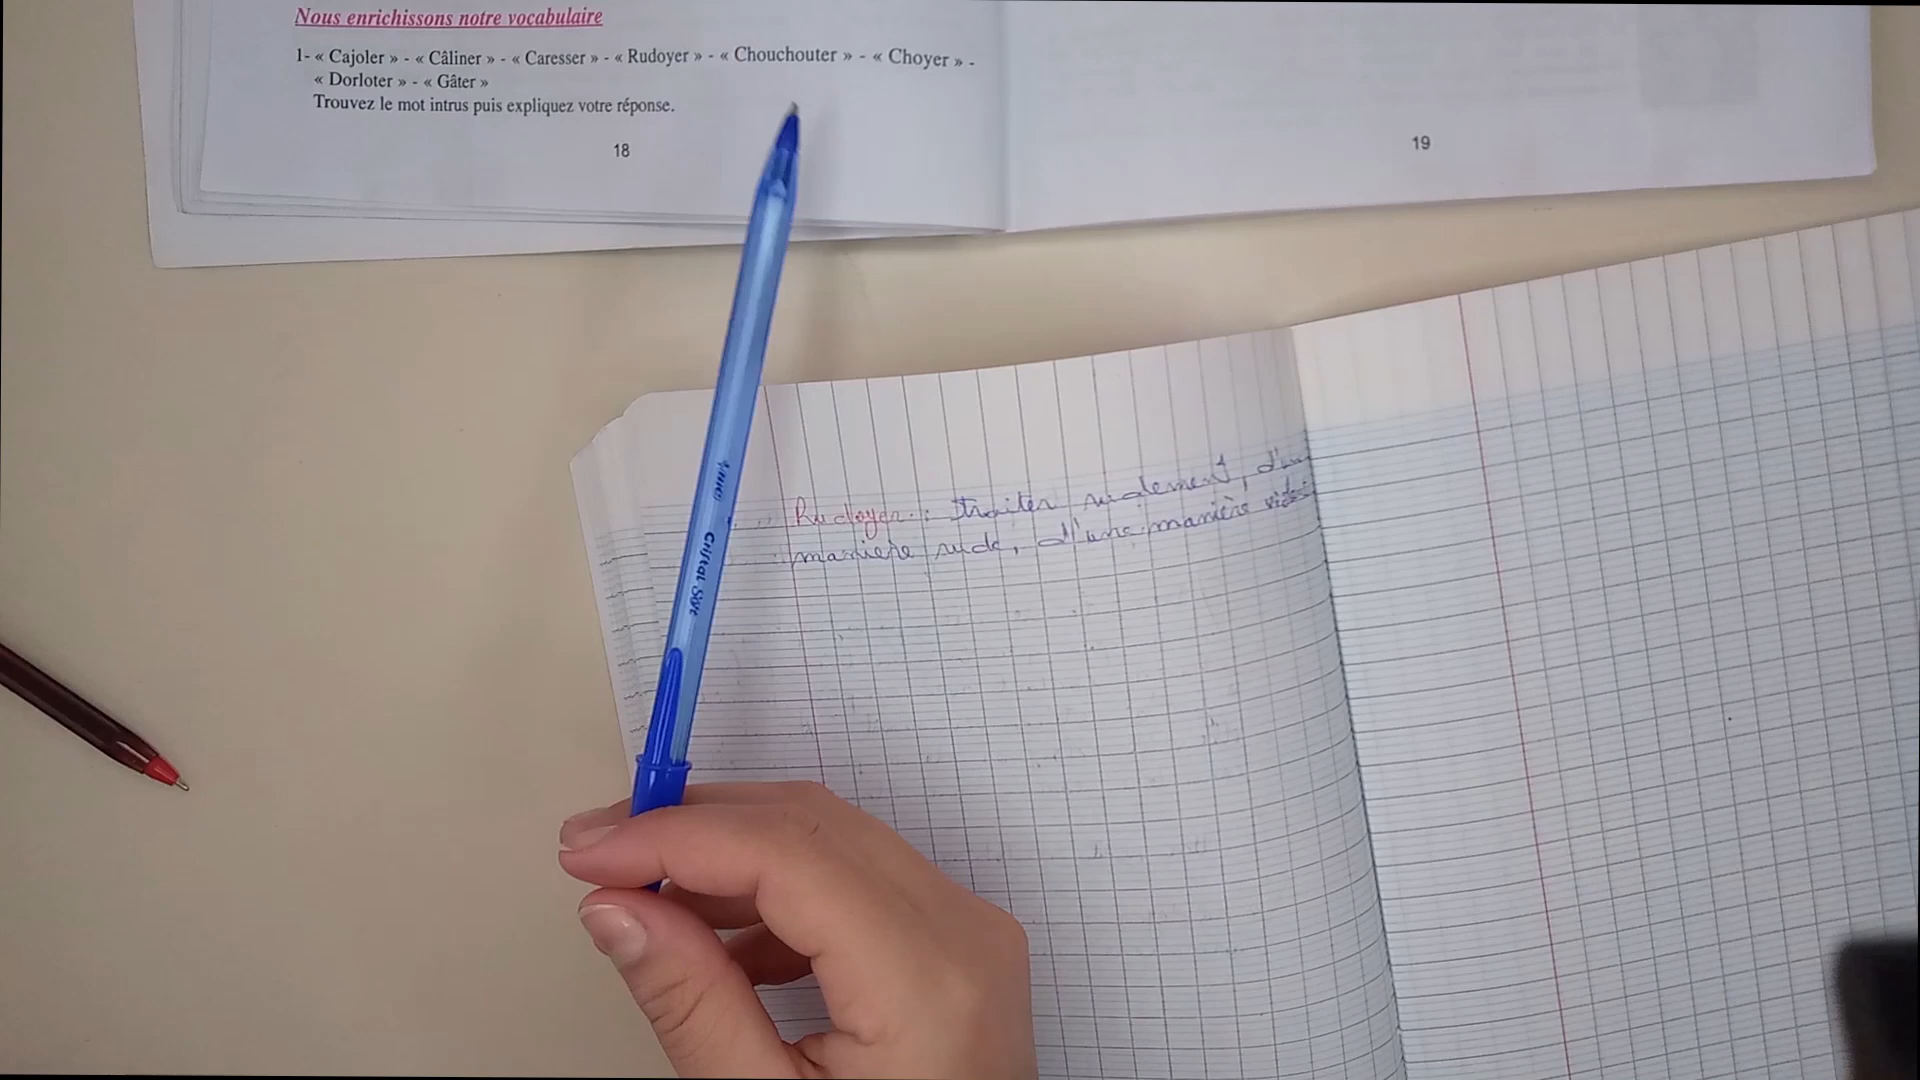 Nous enrichissons notre vocabulaire
1- « Cajoler » - « Câliner » - « Caresser » - « Rudoyer » - « Chouchouter » - « Choyer » -
« Dorloter » - « Gâter »
Trouvez le mot intrus puis expliquez votre réponse.
18
19
Rudoyer : traiter rudement, d'une
manière rude, d'une manière
Cristal